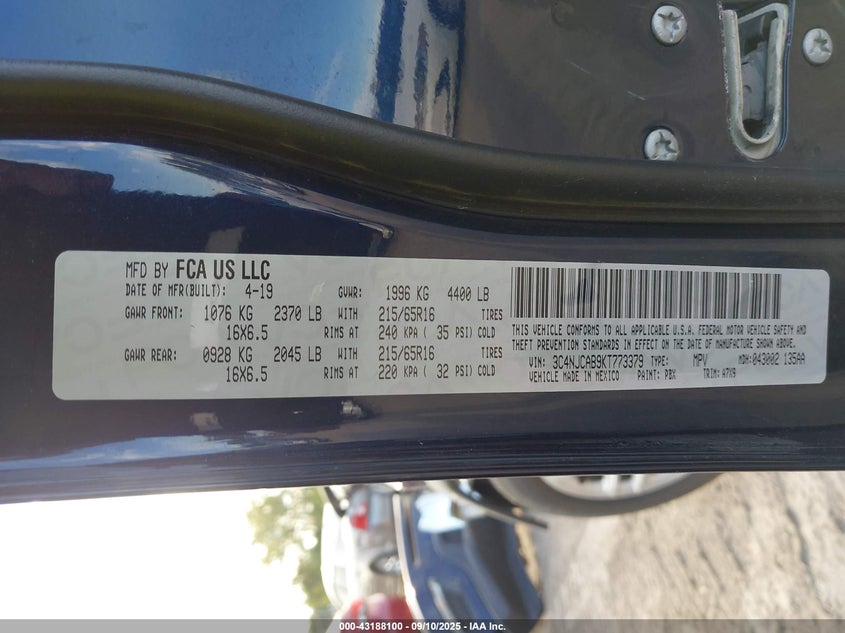 MFD BY FCA US LLC
DATE OF MFR(BUILT): 4-19 GVWR: 1996 KG 4400 LB
GAWR FRONT: 1076 KG 2370 LB WITH 215/65R16 TIRES
16X6.5 RIMS AT 240 KPA ( 35 PSI) COLD
GAWR REAR: 0928 KG 2045 LB WITH 215/65R16 TIRES
16X6.5 RIMS AT 220 KPA ( 32 PSI) COLD
THIS VEHICLE CONFORMS TO ALL APPLICABLE U.S.A. FEDERAL MOTOR VEHICLE SAFETY AND
THEFT PREVENTION STANDARDS IN EFFECT ON THE DATE OF MANUFACTURE SHOWN ABOVE.
VIN: 3C4NJCAB9KT773379 TYPE: MPV MDH: 043002 135AA
VEHICLE MADE IN MEXICO PAINT: PBX TRIM: A7X9
000-43188100 - 09/10/2025 - IAA Inc.